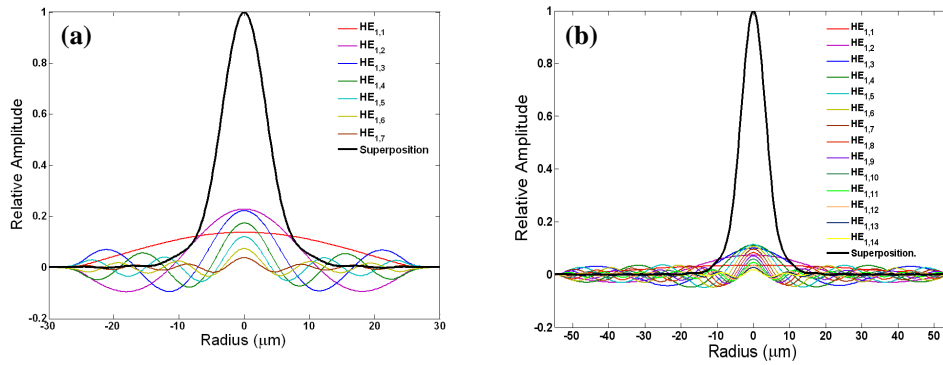 (a)
1
0.8
0.6
0.4
0.2
0
-0.2
-30 -20 -10 0 10 20 30
Relative Amplitude
Radius (μm)
HE1,1
HE1,2
HE1,3
HE1,4
HE1,5
HE1,6
HE1,7
Superposition
(b)
1
0.8
0.6
0.4
0.2
0
-0.2
-50 -40 -30 -20 -10 0 10 20 30 40 50
Relative Amplitude
Radius (μm)
HE1,1
HE1,2
HE1,3
HE1,4
HE1,5
HE1,6
HE1,7
HE1,8
HE1,9
HE1,10
HE1,11
HE1,12
HE1,13
HE1,14
Superposition.